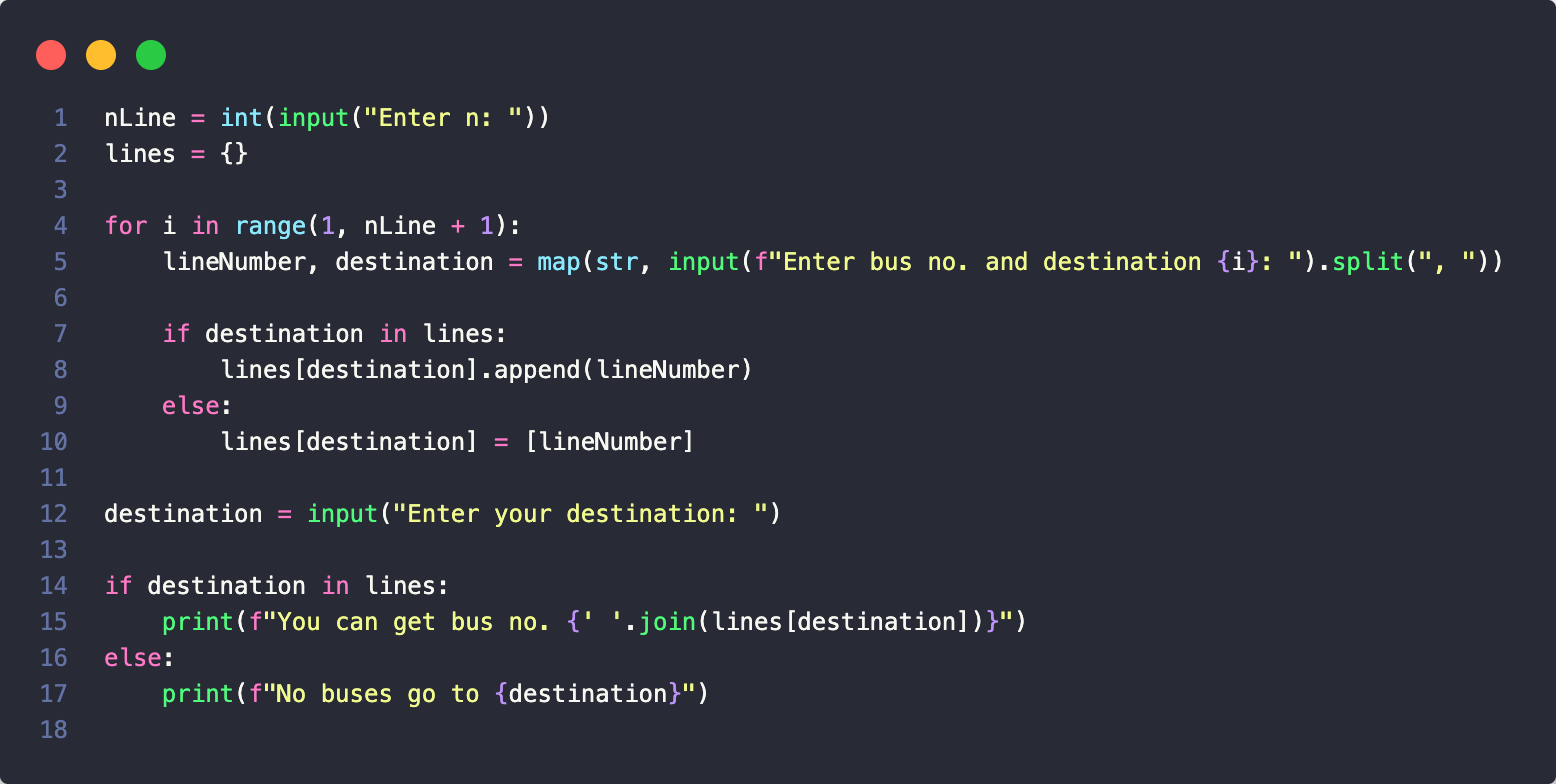 1 nLine = int(input("Enter n: "))
2 lines = {}
3
4 for i in range(1, nLine + 1):
5     lineNumber, destination = map(str, input(f"Enter bus no. and destination {i}: ").split(", "))
6
7     if destination in lines:
8         lines[destination].append(lineNumber)
9     else:
10         lines[destination] = [lineNumber]
11
12 destination = input("Enter your destination: ")
13
14 if destination in lines:
15     print(f"You can get bus no. {' '.join(lines[destination])}")
16 else:
17     print(f"No buses go to {destination}")
18